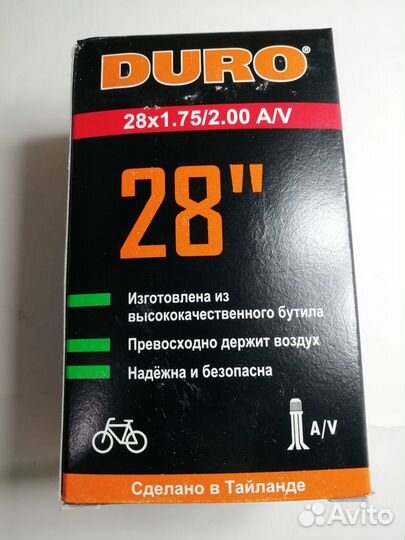 DURO®
28x1.75/2.00 A/V
28"
Изготовлена из
высококачественного бутила
Превосходно держит воздух
Надёжна и безопасна
A/V
Сделано в Тайланде
Avito